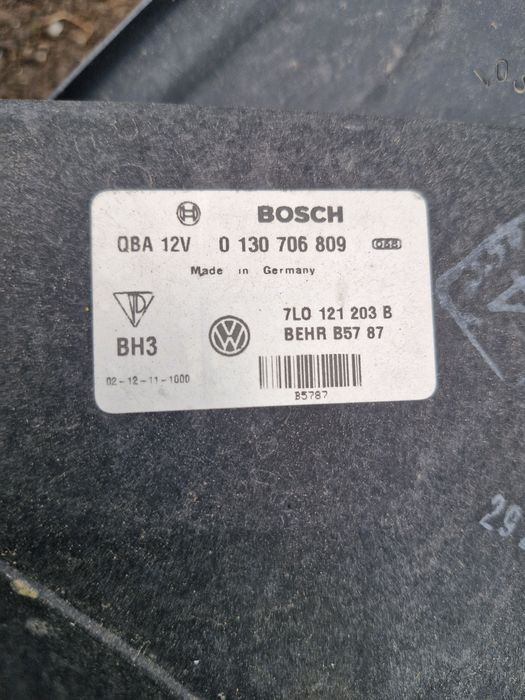 BOSCH
QBA 12V 0 130 706 809
Made in Germany
7L0 121 203 B
BEHR B57 87
BH3
02-12-11-1000
B5787